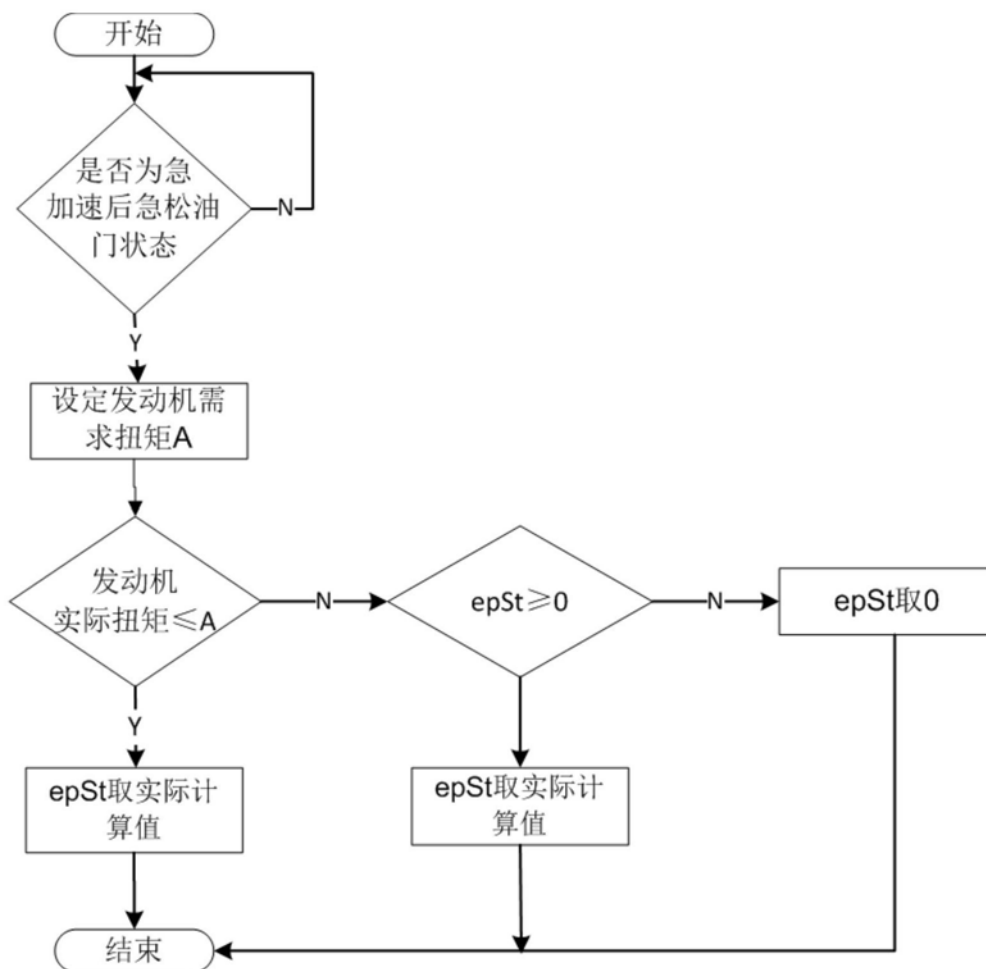 开始
是否为急
加速后急松油
门状态
N
Y
设定发动机需
求扭矩A
发动机
实际扭矩≤A
N
epSt≥0
N
epSt取0
Y
epSt取实际计
算值
epSt取实际计
算值
结束